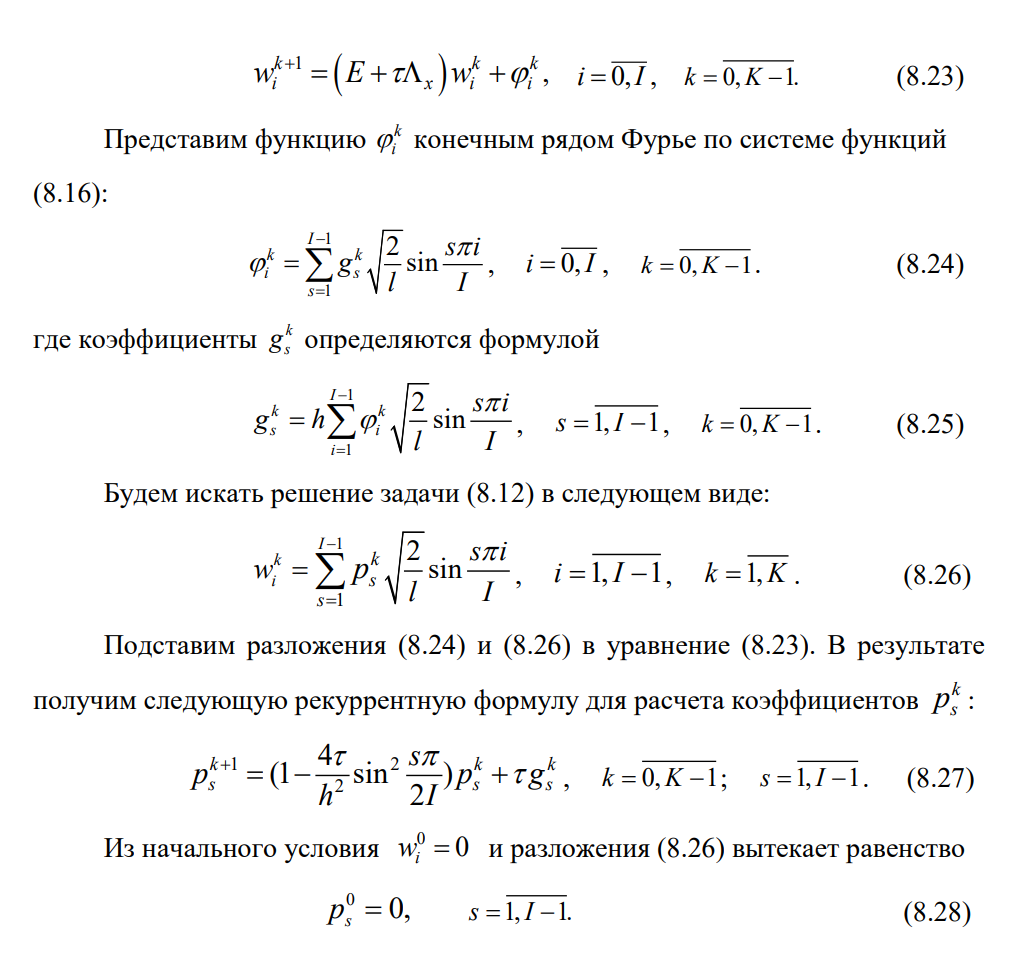 $w_i^{k+1} = \left(E + \tau\Lambda_x\right) w_i^k + \varphi_i^k, \quad i = \overline{0, I}, \quad k = \overline{0, K-1}. \quad (8.23)$
Представим функцию $\varphi_i^k$ конечным рядом Фурье по системе функций
(8.16):
$\varphi_i^k = \sum_{s=1}^{I-1} g_s^k \sqrt{\frac{2}{l}} \sin \frac{s\pi i}{I}, \quad i = \overline{0, I}, \quad k = \overline{0, K-1}. \quad (8.24)$
где коэффициенты $g_s^k$ определяются формулой
$g_s^k = h \sum_{i=1}^{I-1} \varphi_i^k \sqrt{\frac{2}{l}} \sin \frac{s\pi i}{I}, \quad s = \overline{1, I-1}, \quad k = \overline{0, K-1}. \quad (8.25)$
Будем искать решение задачи (8.12) в следующем виде:
$w_i^k = \sum_{s=1}^{I-1} p_s^k \sqrt{\frac{2}{l}} \sin \frac{s\pi i}{I}, \quad i = \overline{1, I-1}, \quad k = \overline{1, K}. \quad (8.26)$
Подставим разложения (8.24) и (8.26) в уравнение (8.23). В результате
получим следующую рекуррентную формулу для расчета коэффициентов $p_s^k$ :
$p_s^{k+1} = (1 - \frac{4\tau}{h^2} \sin^2 \frac{s\pi}{2I}) p_s^k + \tau g_s^k, \quad k = \overline{0, K-1}; \quad s = \overline{1, I-1}. \quad (8.27)$
Из начального условия $w_i^0 = 0$ и разложения (8.26) вытекает равенство
$p_s^0 = 0, \quad s = \overline{1, I-1}. \quad (8.28)$